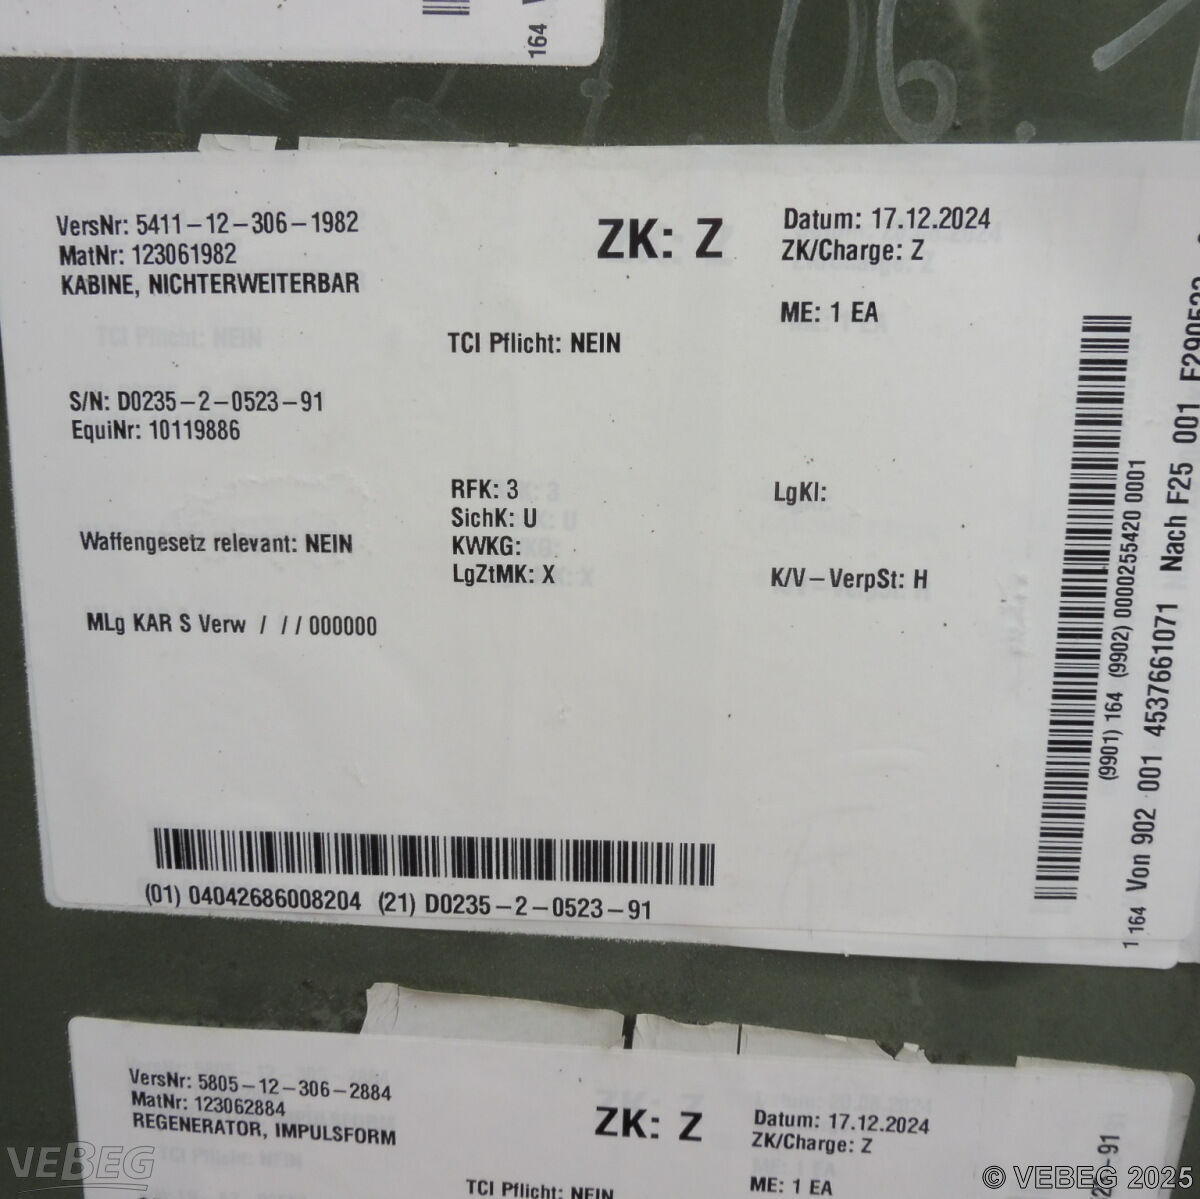 164
06.
VersNr: 5411-12-306-1982
MatNr: 123061982
KABINE, NICHTERWEITERBAR
ZK: Z
Datum: 17.12.2024
ZK/Charge: Z
ME: 1 EA
TCI Pflicht: NEIN
S/N: D0235-2-0523-91
EquiNr: 10119886
RFK: 3
SichK: U
KWKG:
LgZtMK: X
LgKl:
Waffengesetz relevant: NEIN
K/V-VerpSt: H
MLg KAR S Verw / / / 000000
(01) 04042686008204 (21) D0235-2-0523-91
(9901) 164 (9902) 0000255420 0001
1 164 Von 902 001 4537661071 Nach F25 001
VersNr: 5805-12-306-2884
MatNr: 123062884
REGENERATOR, IMPULSFORM
ZK: Z
Datum: 17.12.2024
ZK/Charge: Z
ME: 1 EA
TCI Pflicht: NEIN
VEBEG
© VEBEG 2025